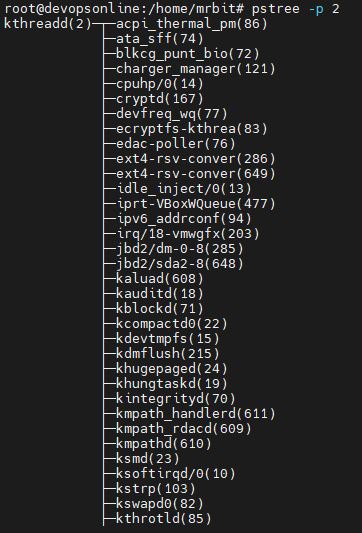 root@devopsonline:/home/mrbit# pstree -p 2
kthreadd(2)─┬─acpi_thermal_pm(86)
            ├─ata_sff(74)
            ├─blkcg_punt_bio(72)
            ├─charger_manager(121)
            ├─cpuhp/0(14)
            ├─cryptd(167)
            ├─devfreq_wq(77)
            ├─ecryptfs-kthrea(83)
            ├─edac-poller(76)
            ├─ext4-rsv-conver(286)
            ├─ext4-rsv-conver(649)
            ├─idle_inject/0(13)
            ├─iprt-VBoxWQueue(477)
            ├─ipv6_addrconf(94)
            ├─irq/18-vmwgfx(203)
            ├─jbd2/dm-0-8(285)
            ├─jbd2/sda2-8(648)
            ├─kaluad(608)
            ├─kauditd(18)
            ├─kblockd(71)
            ├─kcompactd0(22)
            ├─kdevtmpfs(15)
            ├─kdmflush(215)
            ├─khugepaged(24)
            ├─khungtaskd(19)
            ├─kintegrityd(70)
            ├─kmpath_handlerd(611)
            ├─kmpath_rdacd(609)
            ├─kmpathd(610)
            ├─ksmd(23)
            ├─ksoftirqd/0(10)
            ├─kstrp(103)
            ├─kswapd0(82)
            ├─kthrotld(85)